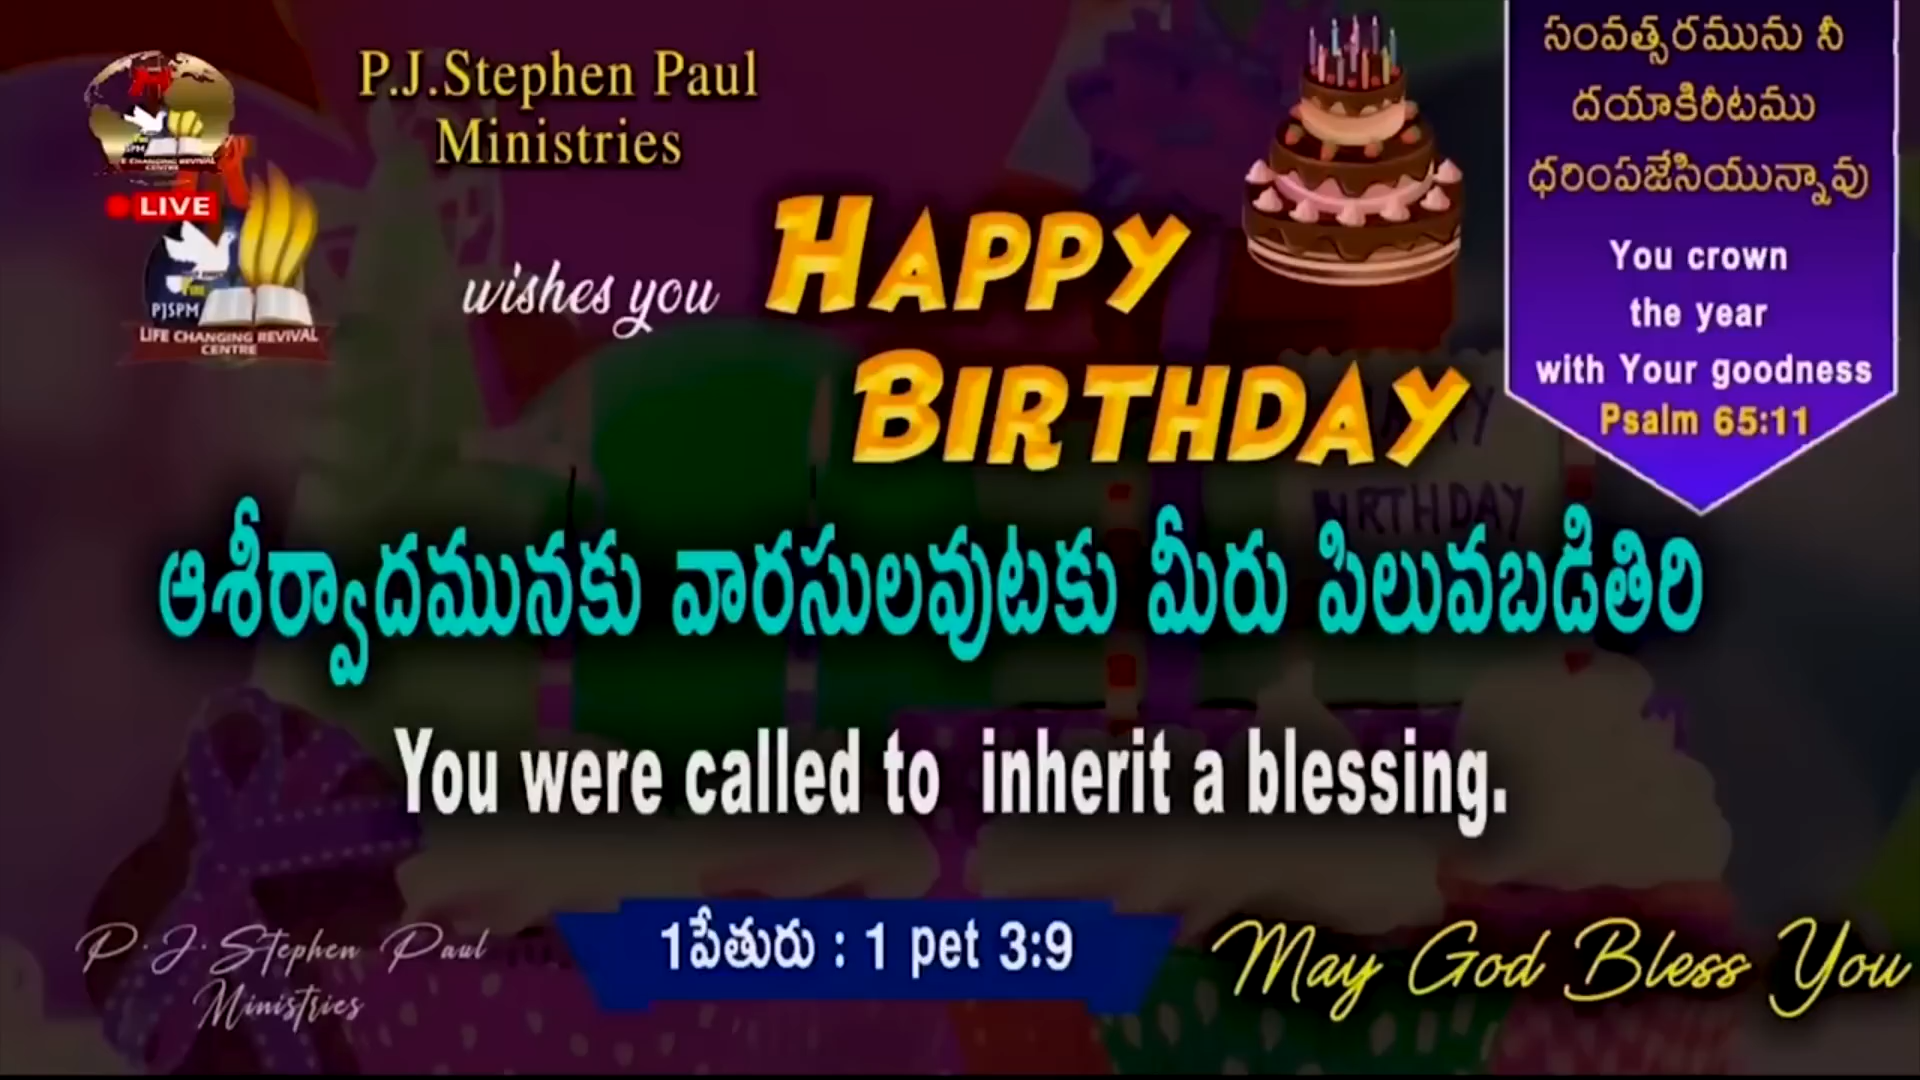 P.J.Stephen Paul
Ministries
LIVE
PJSPM
LIFE CHANGING REVIVAL
CENTRE
wishes you
HAPPY
BIRTHDAY
సంవత్సరమును నీ
దయాకిరీటము
ధరింపజేసియున్నావు
You crown
the year
with Your goodness
Psalm 65:11
ఆశీర్వాదమునకు వారసులవుటకు మీరు పిలువబడితిరి
You were called to inherit a blessing.
1పేతురు : 1 pet 3:9
P.J.Stephen Paul
Ministries
May God Bless You